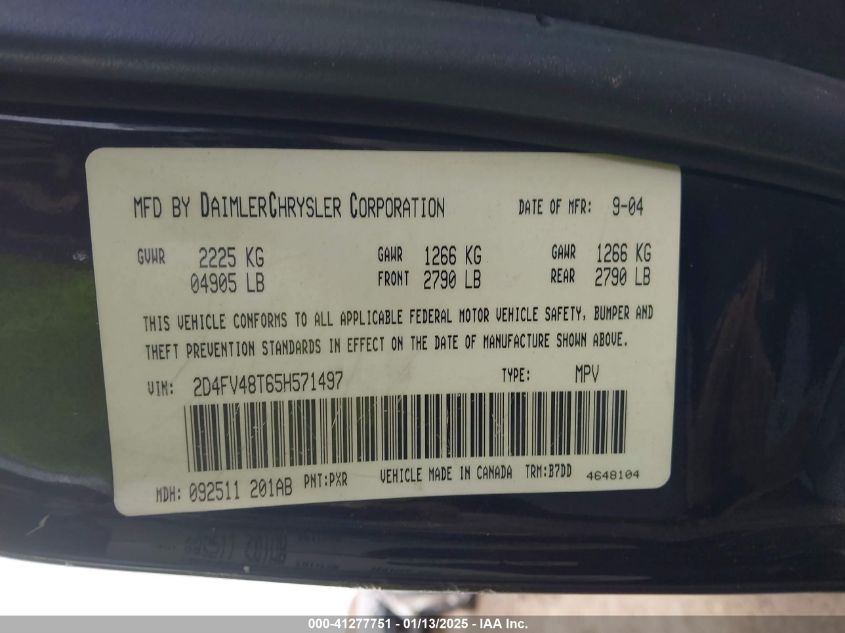 MFD BY DAIMLERCHRYSLER CORPORATION DATE OF MFR: 9-04
GVWR 2225 KG GAWR 1266 KG GAWR 1266 KG
04905 LB FRONT 2790 LB REAR 2790 LB
THIS VEHICLE CONFORMS TO ALL APPLICABLE FEDERAL MOTOR VEHICLE SAFETY, BUMPER AND
THEFT PREVENTION STANDARDS IN EFFECT ON THE DATE OF MANUFACTURE SHOWN ABOVE.
VIN: 2D4FV48T65H571497 TYPE: MPV
MDH: 092511 201AB PNT:PXR VEHICLE MADE IN CANADA TRM:B7DD 4648104
000-41277751 - 01/13/2025 - IAA Inc.